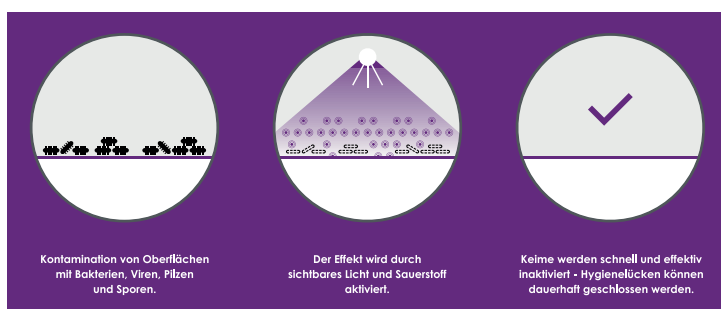 Kontamination von Oberflächen
mit Bakterien, Viren, Pilzen
und Sporen.
Der Effekt wird durch
sichtbares Licht und Sauerstoff
aktiviert.
Keime werden schnell und effektiv
inaktiviert - Hygienelücken können
dauerhaft geschlossen werden.